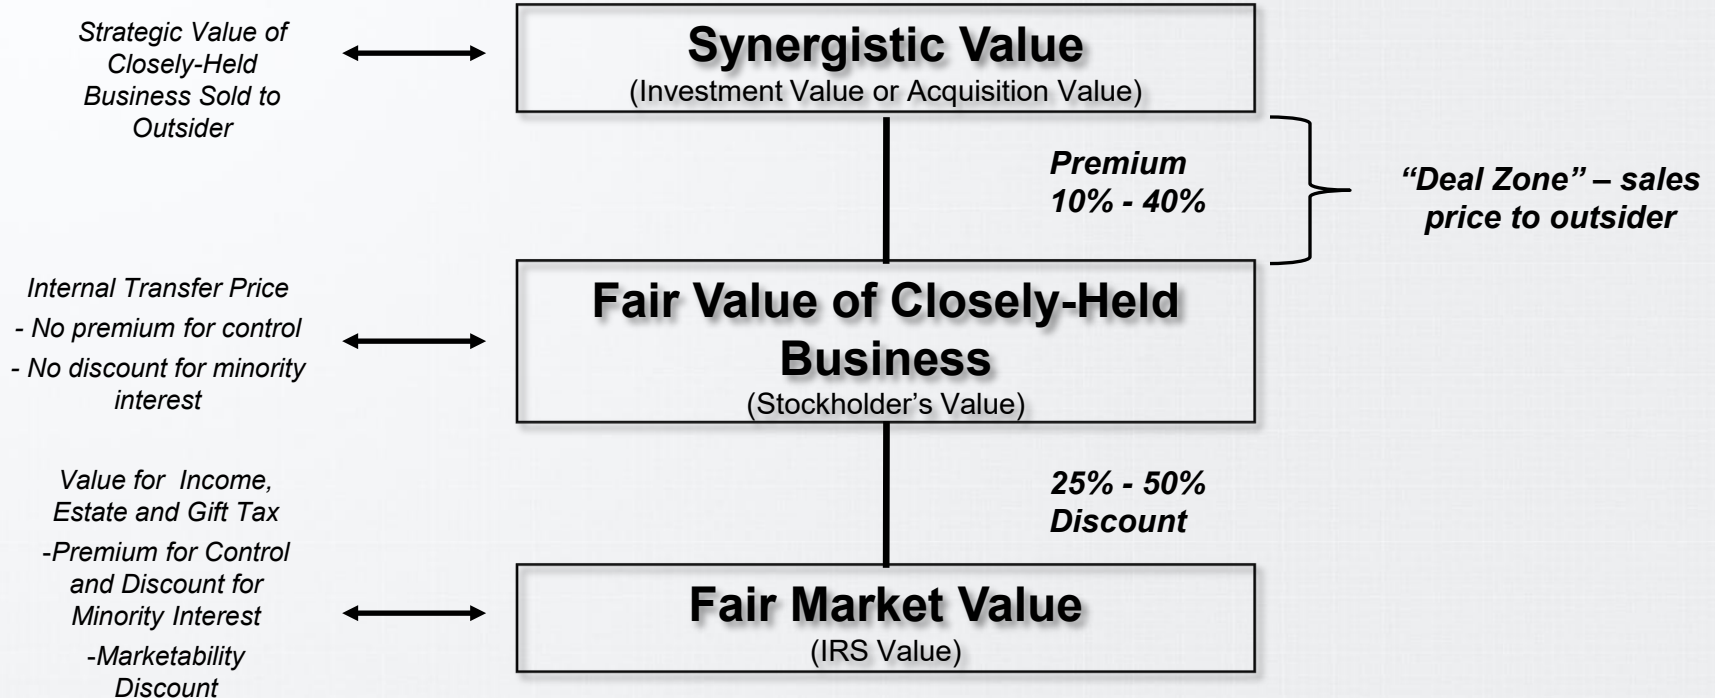 Strategic Value of
Closely-Held
Business Sold to
Outsider
Synergistic Value
(Investment Value or Acquisition Value)
Premium
10% - 40%
“Deal Zone” – sales
price to outsider
Internal Transfer Price
- No premium for control
- No discount for minority
interest
Fair Value of Closely-Held
Business
(Stockholder’s Value)
25% - 50%
Discount
Value for Income,
Estate and Gift Tax
-Premium for Control
and Discount for
Minority Interest
-Marketability
Discount
Fair Market Value
(IRS Value)